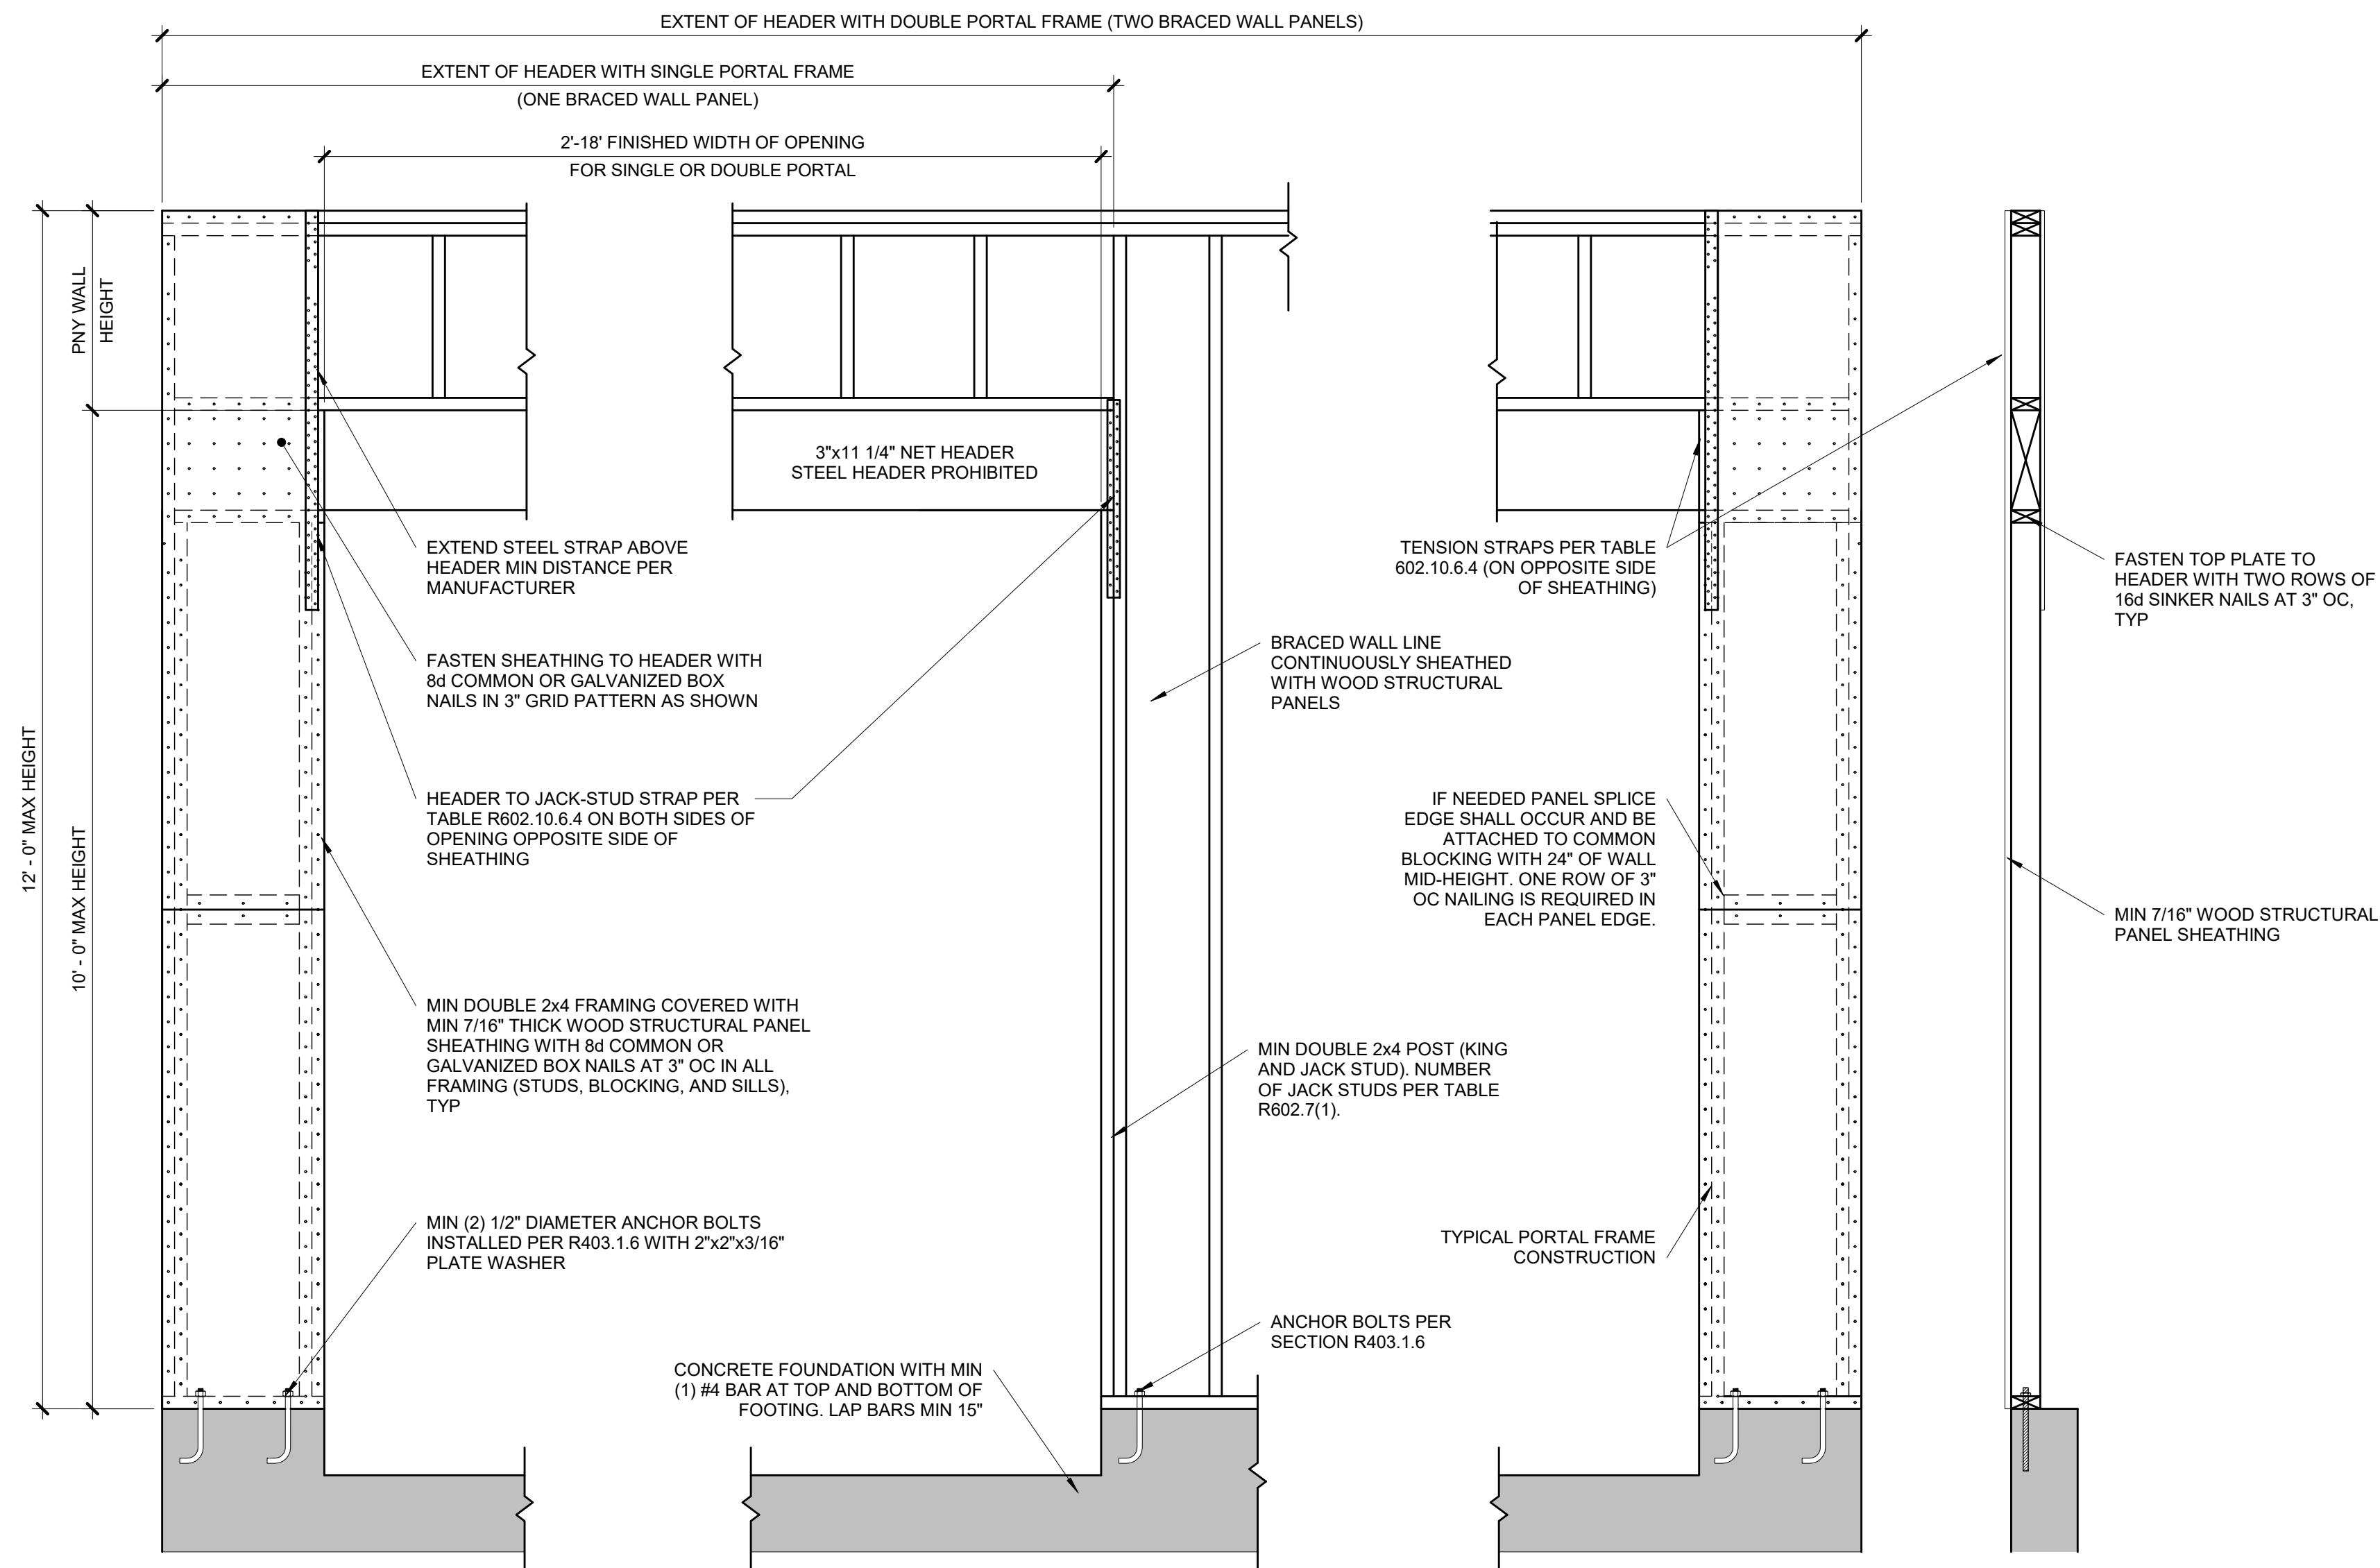 EXTENT OF HEADER WITH DOUBLE PORTAL FRAME (TWO BRACED WALL PANELS)
EXTENT OF HEADER WITH SINGLE PORTAL FRAME
(ONE BRACED WALL PANEL)
2'-18' FINISHED WIDTH OF OPENING
FOR SINGLE OR DOUBLE PORTAL
PNY WALL
HEIGHT
12' - 0" MAX HEIGHT
10' - 0" MAX HEIGHT
3"x11 1/4" NET HEADER
STEEL HEADER PROHIBITED
EXTEND STEEL STRAP ABOVE
HEADER MIN DISTANCE PER
MANUFACTURER
FASTEN SHEATHING TO HEADER WITH
8d COMMON OR GALVANIZED BOX
NAILS IN 3" GRID PATTERN AS SHOWN
HEADER TO JACK-STUD STRAP PER
TABLE R602.10.6.4 ON BOTH SIDES OF
OPENING OPPOSITE SIDE OF
SHEATHING
MIN DOUBLE 2x4 FRAMING COVERED WITH
MIN 7/16" THICK WOOD STRUCTURAL PANEL
SHEATHING WITH 8d COMMON OR
GALVANIZED BOX NAILS AT 3" OC IN ALL
FRAMING (STUDS, BLOCKING, AND SILLS),
TYP
MIN (2) 1/2" DIAMETER ANCHOR BOLTS
INSTALLED PER R403.1.6 WITH 2"x2"x3/16"
PLATE WASHER
CONCRETE FOUNDATION WITH MIN
(1) #4 BAR AT TOP AND BOTTOM OF
FOOTING. LAP BARS MIN 15"
BRACED WALL LINE
CONTINUOUSLY SHEATHED
WITH WOOD STRUCTURAL
PANELS
MIN DOUBLE 2x4 POST (KING
AND JACK STUD). NUMBER
OF JACK STUDS PER TABLE
R602.7(1).
ANCHOR BOLTS PER
SECTION R403.1.6
TENSION STRAPS PER TABLE
602.10.6.4 (ON OPPOSITE SIDE
OF SHEATHING)
IF NEEDED PANEL SPLICE
EDGE SHALL OCCUR AND BE
ATTACHED TO COMMON
BLOCKING WITH 24" OF WALL
MID-HEIGHT. ONE ROW OF 3"
OC NAILING IS REQUIRED IN
EACH PANEL EDGE.
TYPICAL PORTAL FRAME
CONSTRUCTION
FASTEN TOP PLATE TO
HEADER WITH TWO ROWS OF
16d SINKER NAILS AT 3" OC,
TYP
MIN 7/16" WOOD STRUCTURAL
PANEL SHEATHING